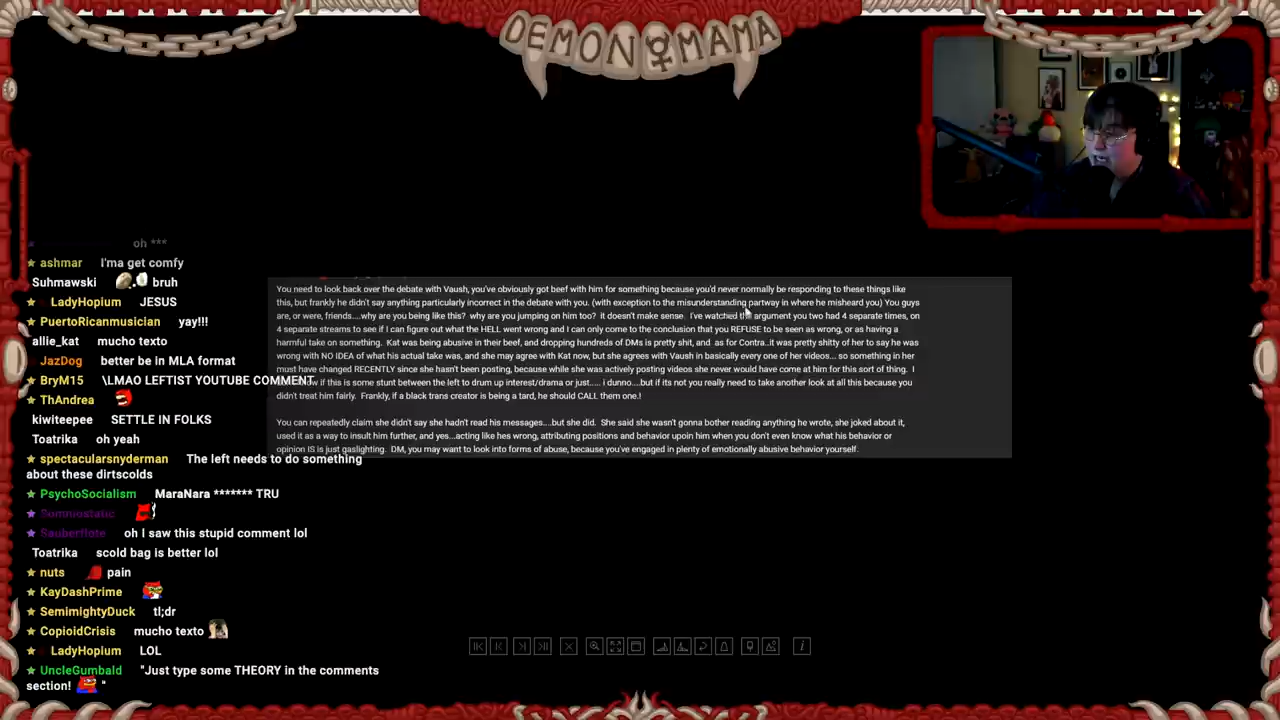 DEMON MAMA
oh ***
ashmar I'ma get comfy
Suhmawski bruh
LadyHopium JESUS
PuertoRicanmusician yay!!!
allie_kat mucho texto
JazDog better be in MLA format
BryM15 \LMAO LEFTIST YOUTUBE COMMENT
ThAndrea
kiwiteepee SETTLE IN FOLKS
Toatrika oh yeah
spectacularsnyderman The left needs to do something
about these dirtscolds
PsychoSocialism MaraNara ******* TRU
Sauberflote oh I saw this stupid comment lol
Toatrika scold bag is better lol
nuts pain
KayDashPrime
SemimightyDuck tl;dr
CopioidCrisis mucho texto
LadyHopium LOL
UncleGumbald "Just type some THEORY in the comments
section! "
You need to look back over the debate with Vaush, you've obviously got beef with him for something because you'd never normally be responding to these things like
this, but frankly he didn't say anything particularly incorrect in the debate with you. (with exception to the misunderstanding partway in where he misheard you) You guys
are, or were, friends....why are you being like this? why are you jumping on him too? it doesn't make sense. I've watched the argument you two had 4 separate times, on
4 separate streams to see if I can figure out what the HELL went wrong and I can only come to the conclusion that you REFUSE to be seen as wrong, or as having a
harmful take on something. Kat was being abusive in their beef, and dropping hundreds of DMs is pretty shit, and as for Contra..it was pretty shitty of her to say he was
wrong with NO IDEA of what his actual take was, and she may agree with Kat now, but she agrees with Vaush in basically every one of her videos... so something in her
must have changed RECENTLY since she hasn't been posting, because while she was actively posting videos she never would have come at him for this sort of thing. I
if this is some stunt between the left to drum up interest/drama or just..... i dunno....but if its not you really need to take another look at all this because you
didn't treat him fairly. Frankly, if a black trans creator is being a tard, he should CALL them one.!
You can repeatedly claim she didn't say she hadn't read his messages....but she did. She said she wasn't gonna bother reading anything he wrote, she joked about it,
used it as a way to insult him further, and yes...acting like hes wrong, attributing positions and behavior upoin him when you don't even know what his behavior or
opinion IS is just gaslighting. DM, you may want to look into forms of abuse, because you've engaged in plenty of emotionally abusive behavior yourself.